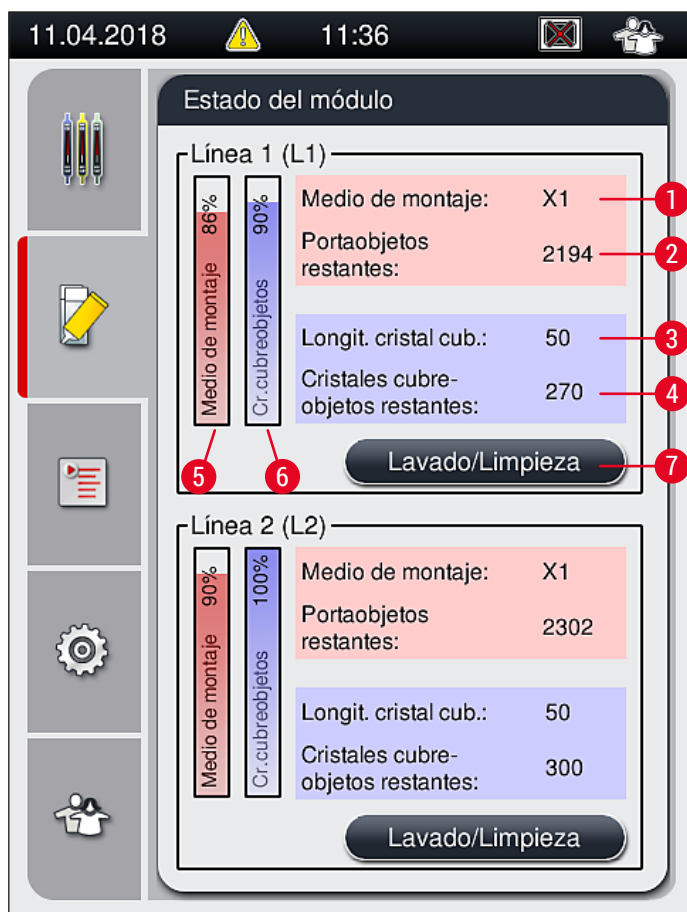 11.04.2018 11:36
Estado del módulo
Línea 1 (L1)
Medio de montaje 86%
Cr.cubreobjetos 90%
Medio de montaje: X1 1
Portaobjetos
restantes: 2194 2
Longit. cristal cub.: 50 3
Cristales cubre-
objetos restantes: 270 4
5 6
Lavado/Limpieza 7
Línea 2 (L2)
Medio de montaje 90%
Cr.cubreobjetos 100%
Medio de montaje: X1
Portaobjetos
restantes: 2302
Longit. cristal cub.: 50
Cristales cubre-
objetos restantes: 300
Lavado/Limpieza